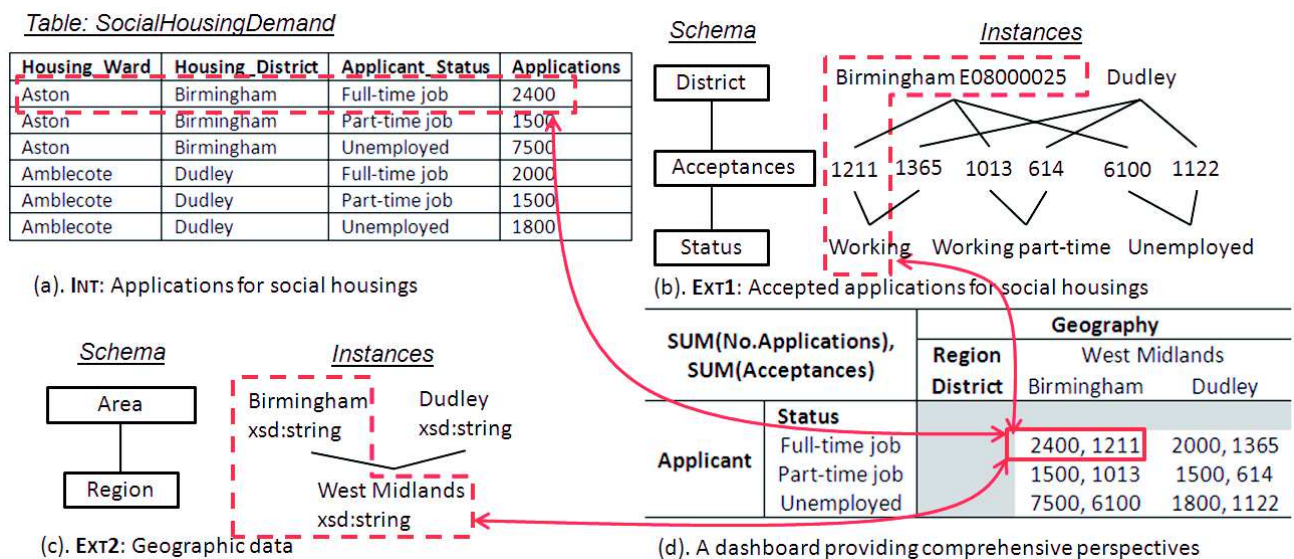 Table: SocialHousingDemand
Housing_Ward Housing_District Applicant_Status Applications
Aston Birmingham Full-time job 2400
Aston Birmingham Part-time job 1500
Aston Birmingham Unemployed 7500
Amblecote Dudley Full-time job 2000
Amblecote Dudley Part-time job 1500
Amblecote Dudley Unemployed 1800
(a). INT: Applications for social housings
Schema Instances
District Birmingham E08000025 Dudley
Acceptances 1211 1365 1013 614 6100 1122
Status Working Working part-time Unemployed
(b). EXT1: Accepted applications for social housings
Schema Instances
Area Birmingham Dudley
xsd:string xsd:string
Region West Midlands
xsd:string
(c). EXT2: Geographic data
SUM(No.Applications), Geography
SUM(Acceptances) Region West Midlands
District Birmingham Dudley
Applicant Status
Full-time job 2400, 1211 2000, 1365
Part-time job 1500, 1013 1500, 614
Unemployed 7500, 6100 1800, 1122
(d). A dashboard providing comprehensive perspectives